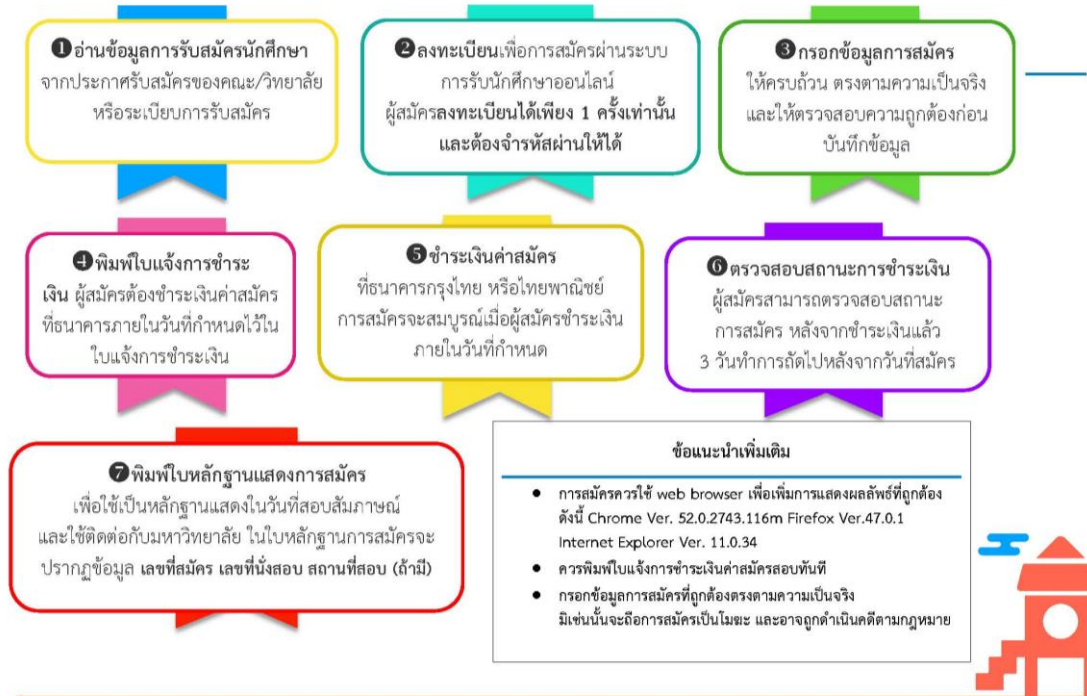 ❶อ่านข้อมูลการรับสมัครนักศึกษา
จากประกาศรับสมัครของคณะ/วิทยาลัย
หรือระเบียบการรับสมัคร
❷ลงทะเบียนเพื่อการสมัครผ่านระบบ
การรับนักศึกษาออนไลน์
ผู้สมัครลงทะเบียนได้เพียง 1 ครั้งเท่านั้น
และต้องจำรหัสผ่านให้ได้
❸กรอกข้อมูลการสมัคร
ให้ครบถ้วน ตรงตามความเป็นจริง
และให้ตรวจสอบความถูกต้องก่อน
บันทึกข้อมูล
❹พิมพ์ใบแจ้งการชำระ
เงิน ผู้สมัครต้องชำระเงินค่าสมัคร
ที่ธนาคารภายในวันที่กำหนดไว้ใน
ใบแจ้งการชำระเงิน
❺ชำระเงินค่าสมัคร
ที่ธนาคารกรุงไทย หรือไทยพาณิชย์
การสมัครจะสมบูรณ์เมื่อผู้สมัครชำระเงิน
ภายในวันที่กำหนด
❻ตรวจสอบสถานะการชำระเงิน
ผู้สมัครสามารถตรวจสอบสถานะ
การสมัคร หลังจากชำระเงินแล้ว
3 วันทำการถัดไปหลังจากวันที่สมัคร
❼พิมพ์ใบหลักฐานแสดงการสมัคร
เพื่อใช้เป็นหลักฐานแสดงในวันที่สอบสัมภาษณ์
และใช้ติดต่อกับมหาวิทยาลัย ในใบหลักฐานการสมัครจะ
ปรากฏข้อมูล เลขที่สมัคร เลขที่นั่งสอบ สถานที่สอบ (ถ้ามี)
ข้อแนะนำเพิ่มเติม
● การสมัครควรใช้ web browser เพื่อเพิ่มการแสดงผลลัพธ์ที่ถูกต้อง
ดังนี้ Chrome Ver. 52.0.2743.116m Firefox Ver.47.0.1
Internet Explorer Ver. 11.0.34
● ควรพิมพ์ใบแจ้งการชำระเงินค่าสมัครสอบทันที
● กรอกข้อมูลการสมัครที่ถูกต้องตรงตามความเป็นจริง
มิเช่นนั้นจะถือการสมัครเป็นโมฆะ และอาจถูกดำเนินคดีตามกฎหมาย